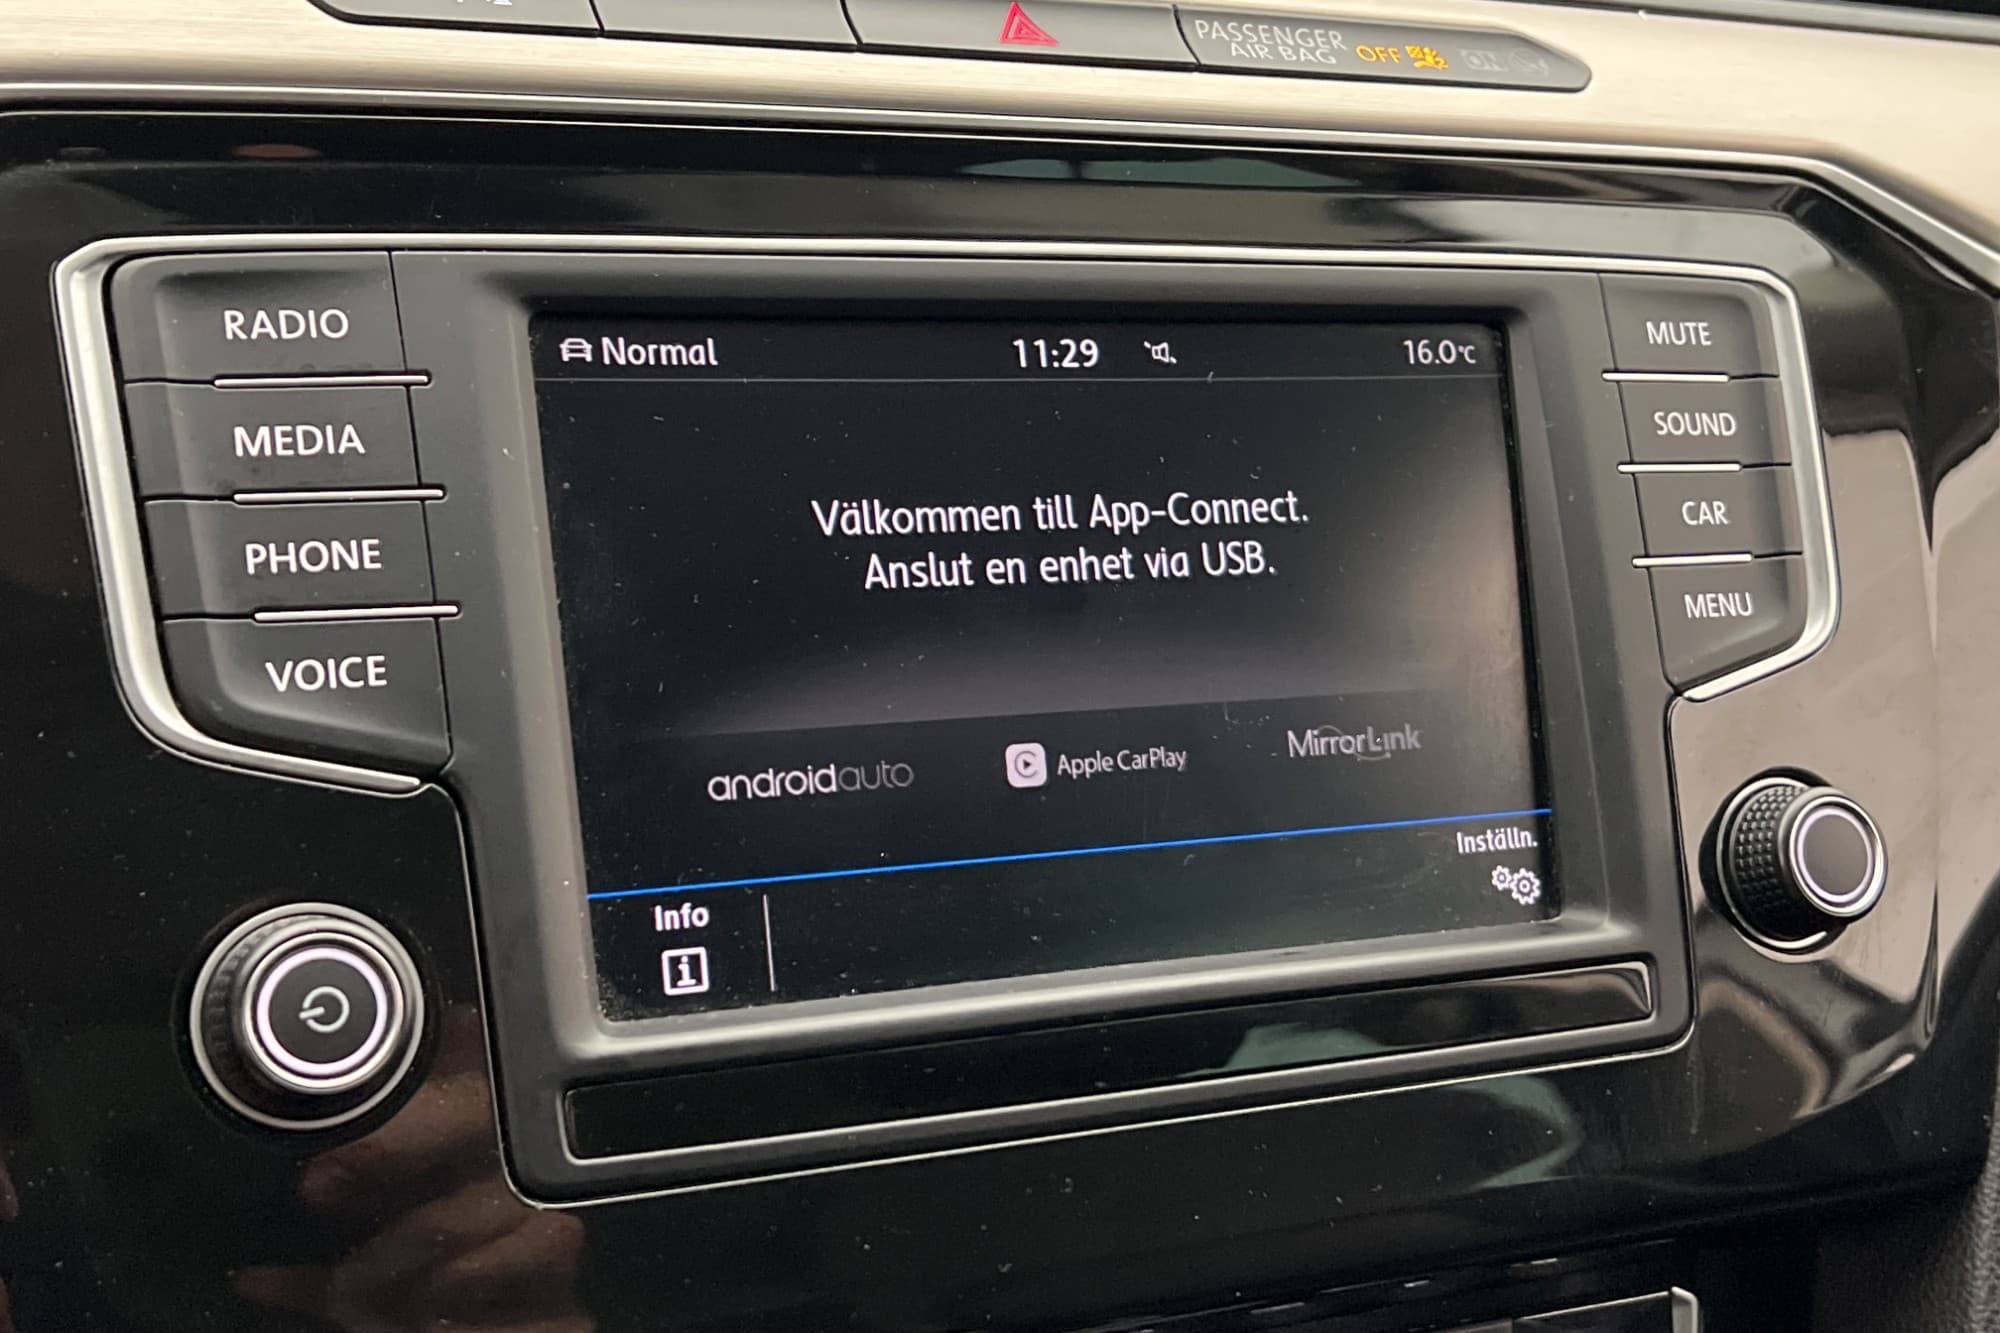 PASSENGER
AIR BAG OFF ON
RADIO
MEDIA
PHONE
VOICE
Normal 11:29 16.0°C
Välkommen till App-Connect.
Anslut en enhet via USB.
androidauto Apple CarPlay MirrorLink
Info
Inställn.
MUTE
SOUND
CAR
MENU